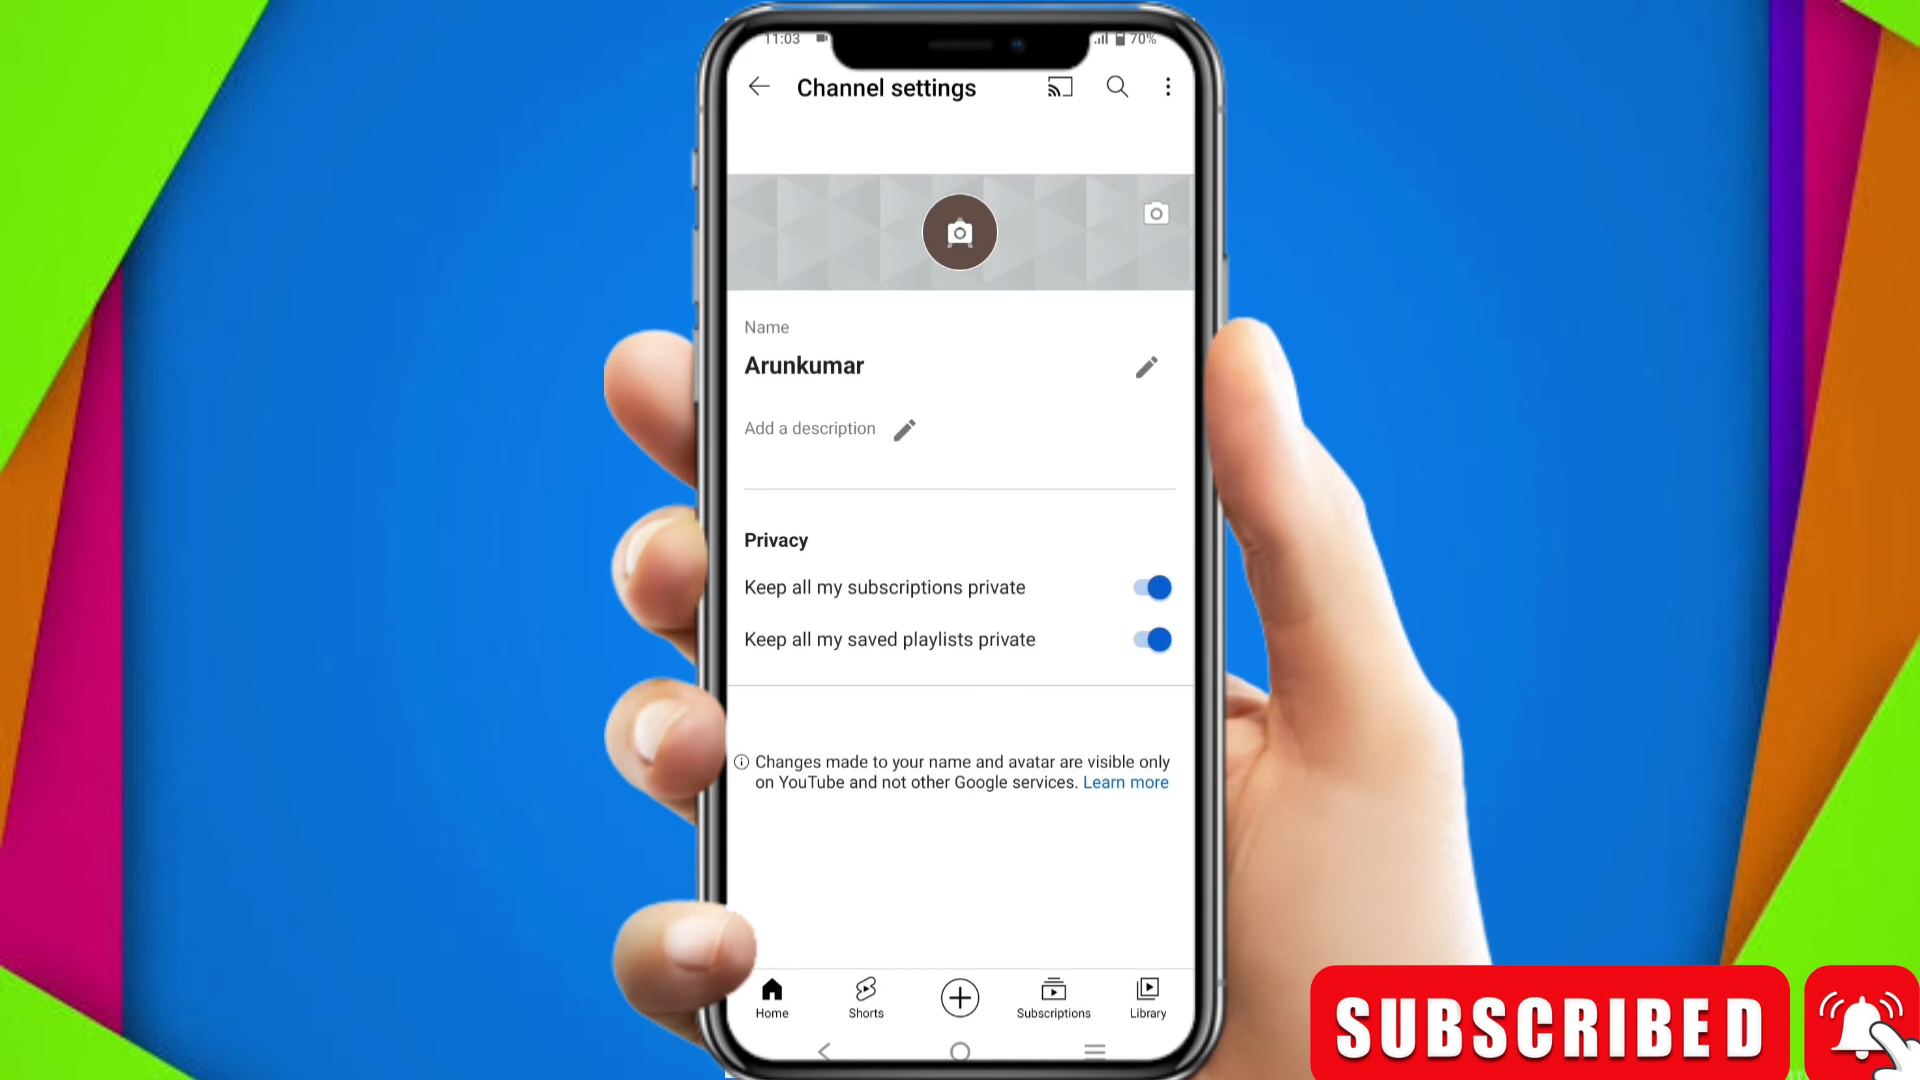 11:03
70%
Channel settings
Name
Arunkumar
Add a description
Privacy
Keep all my subscriptions private
Keep all my saved playlists private
Changes made to your name and avatar are visible only
on YouTube and not other Google services. Learn more
Home Shorts Subscriptions Library
SUBSCRIBED